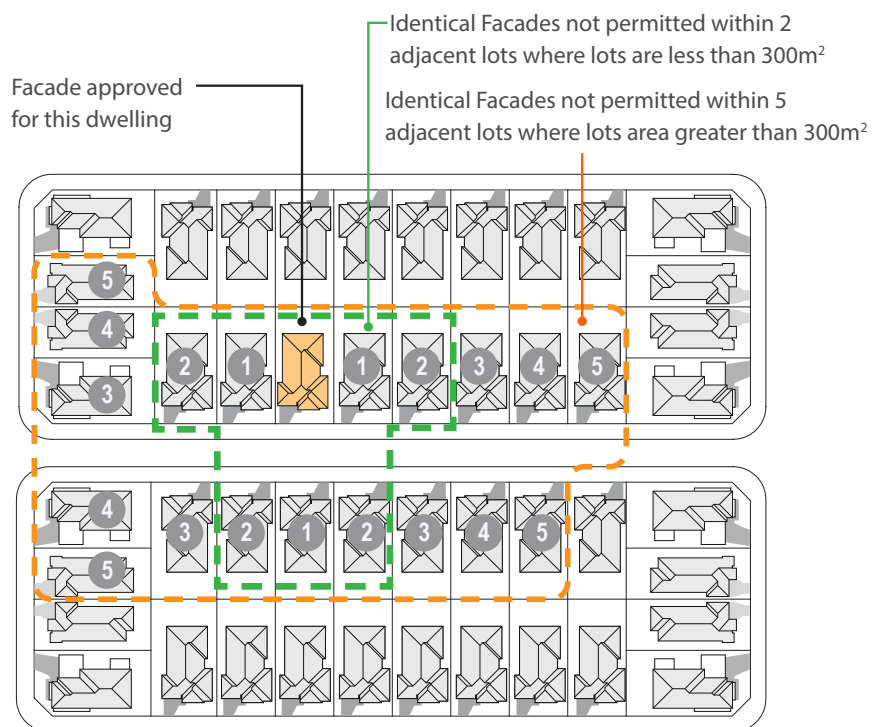 Identical Facades not permitted within 2
adjacent lots where lots are less than 300m²
Facade approved
for this dwelling
Identical Facades not permitted within 5
adjacent lots where lots area greater than 300m²
5
4
3
2 1 1 2 3 4 5
4
3 2 1 2 3 4 5
5